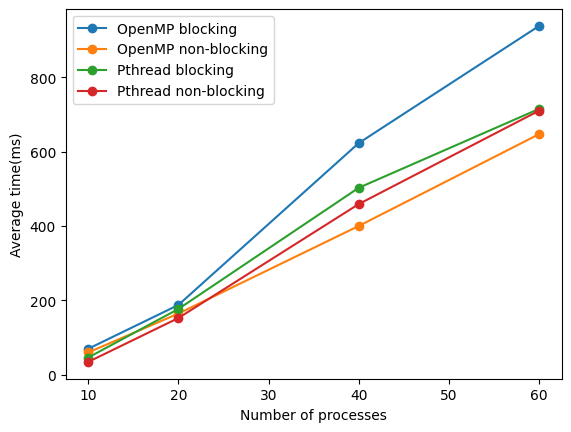 OpenMP blocking
OpenMP non-blocking
Pthread blocking
Pthread non-blocking
Average time(ms)
800
600
400
200
0
10 20 30 40 50 60
Number of processes